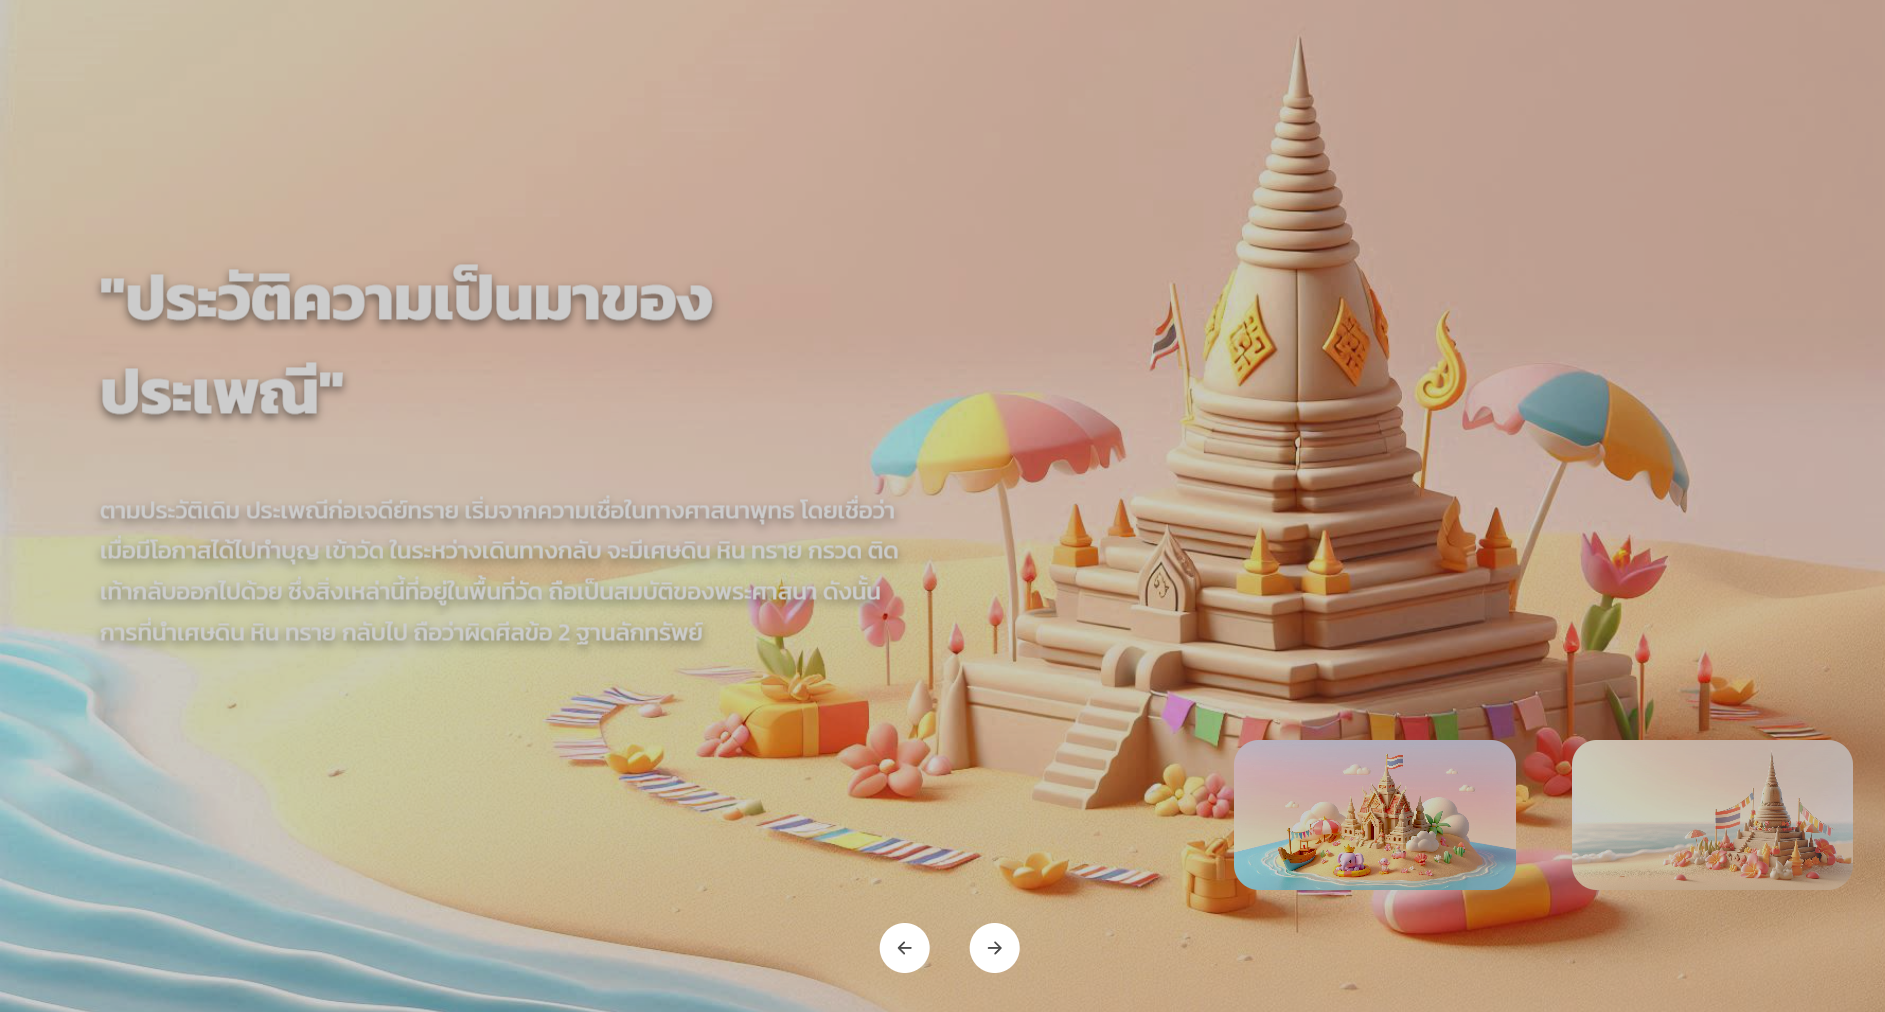 "ประวัติความเป็นมาของ
ประเพณี"
ตามประวัติเดิม ประเพณีก่อเจดีย์ทราย เริ่มจากความเชื่อในทางศาสนาพุทธ โดยเชื่อว่า
เมื่อมีโอกาสได้ไปทำบุญ เข้าวัด ในระหว่างเดินทางกลับ จะมีเศษดิน หิน ทราย กรวด ติด
เท้ากลับออกไปด้วย ซึ่งสิ่งเหล่านี้ที่อยู่ในพื้นที่วัด ถือเป็นสมบัติของพระศาสนา ดังนั้น
การที่นำเศษดิน หิน ทราย กลับไป ถือว่าผิดศีลข้อ 2 ฐานลักทรัพย์